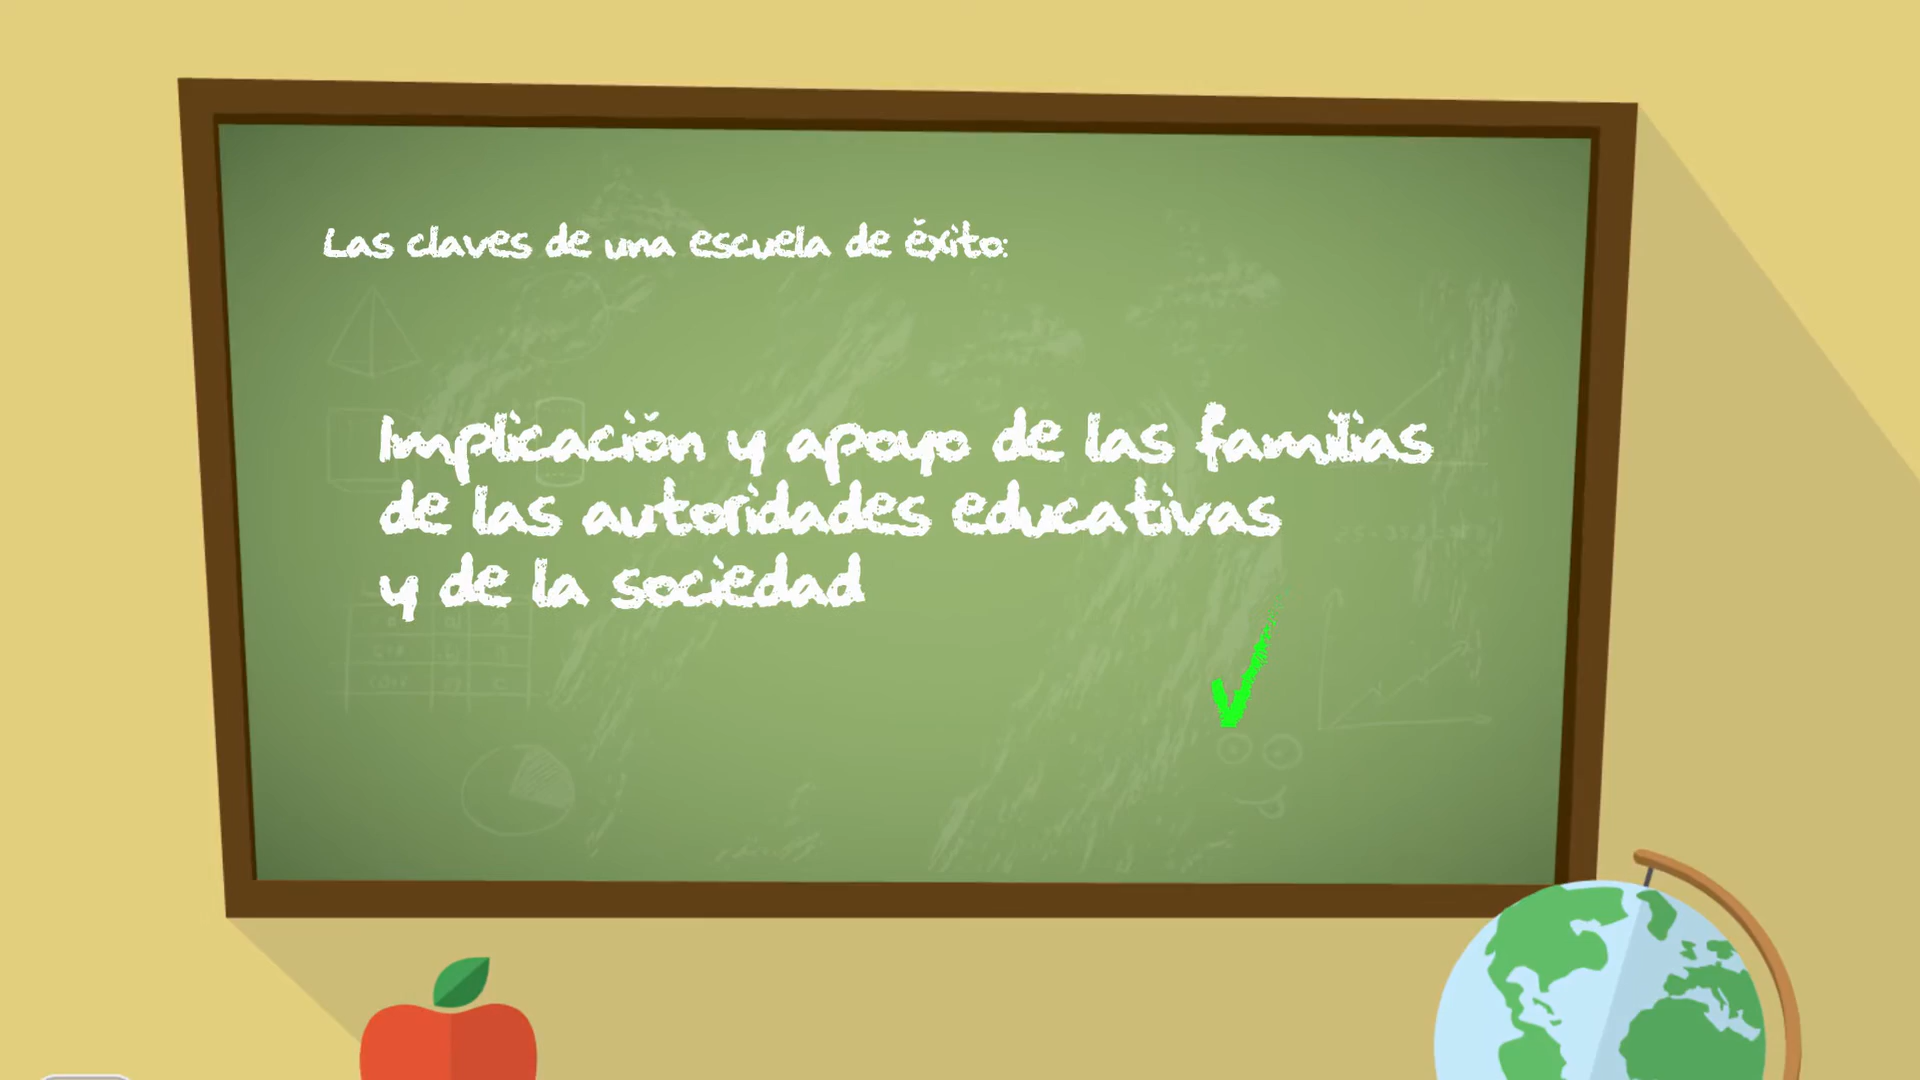 Las claves de una escuela de éxito:
Implicación y apoyo de las familias
de las autoridades educativas
y de la sociedad